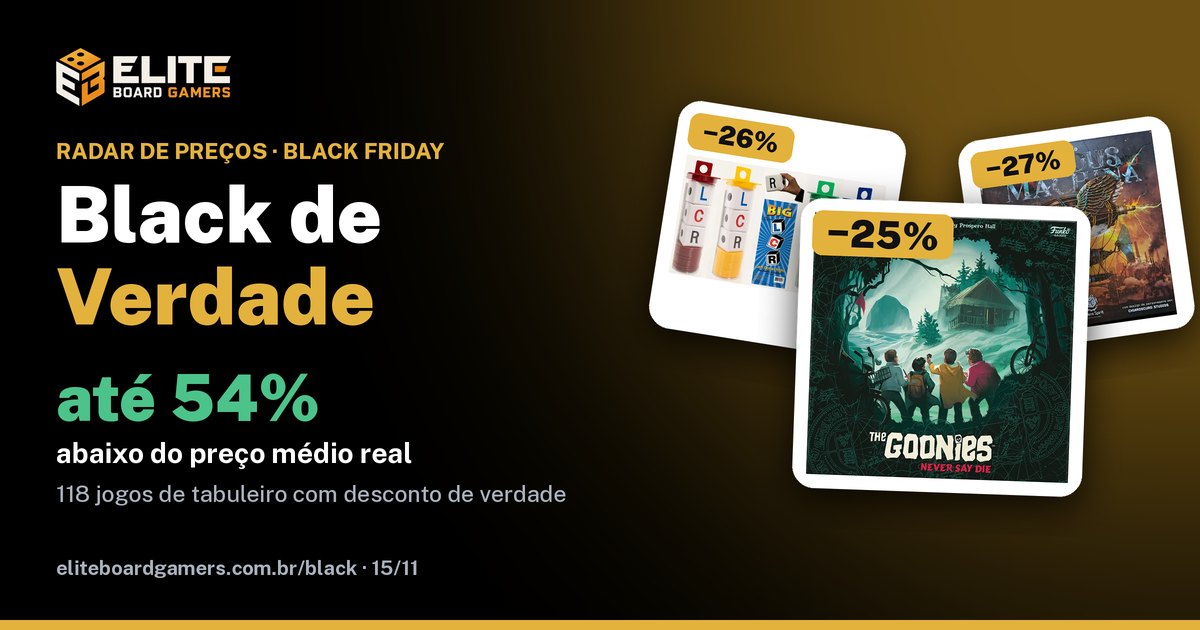 ELITE
BOARD GAMERS
RADAR DE PREÇOS · BLACK FRIDAY
Black de
Verdade
até 54%
abaixo do preço médio real
118 jogos de tabuleiro com desconto de verdade
eliteboardgamers.com.br/black · 15/11
−26%
L
C
R
L
C
R
R
BIG
L
C
R
−27%
−25%
Prospero Hall
Funko
GAMES
THE GOONIES
NEVER SAY DIE